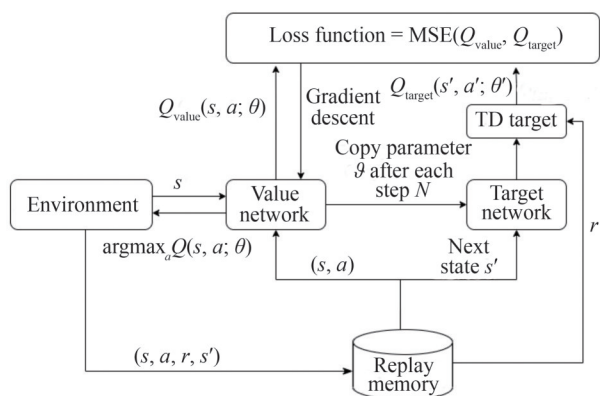 Loss function = MSE(Q_value, Q_target)
Q_value(s, a; θ)
Gradient
descent
Q_target(s′, a′; θ′)
TD target
Copy parameter
ϑ after each
step N
s
Environment
Value
network
Target
network
argmax_a Q(s, a; θ)
(s, a)
Next
state s′
r
(s, a, r, s′)
Replay
memory